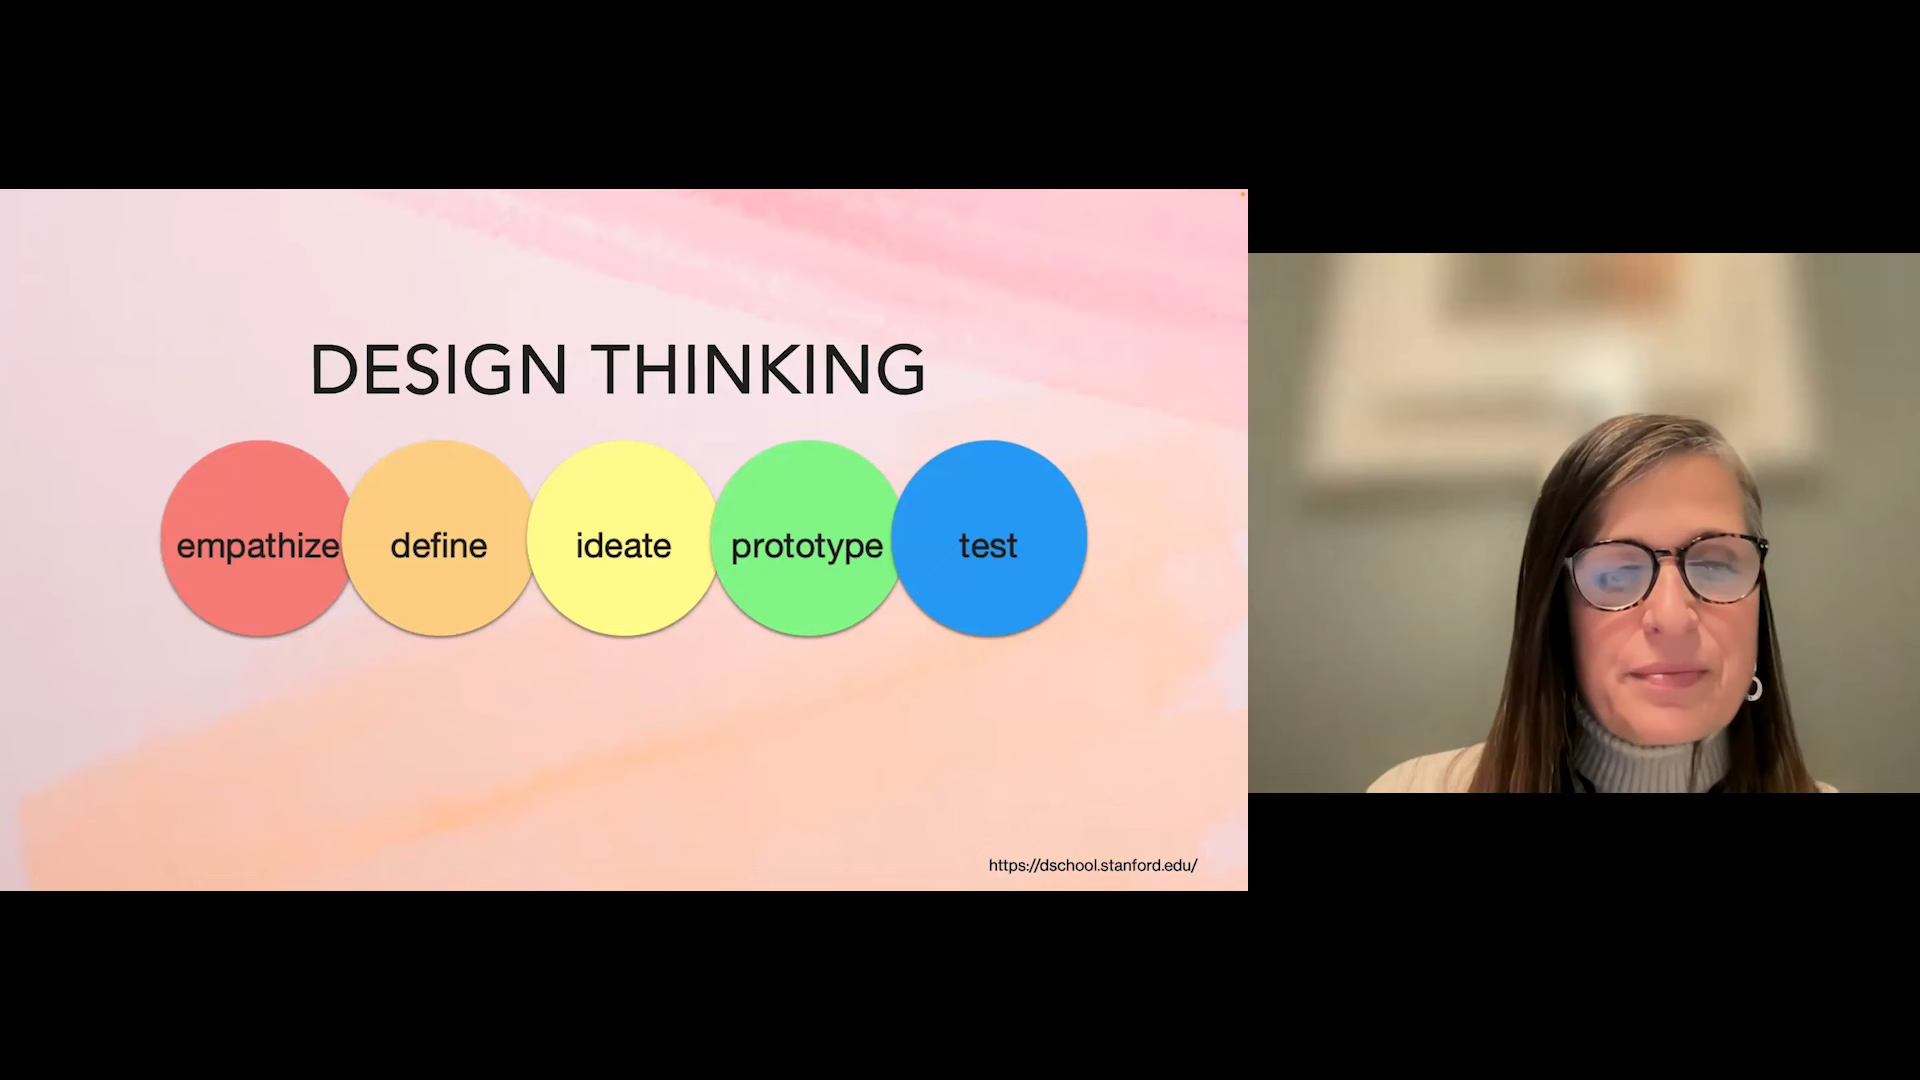 DESIGN THINKING
empathize define ideate prototype test
https://dschool.stanford.edu/